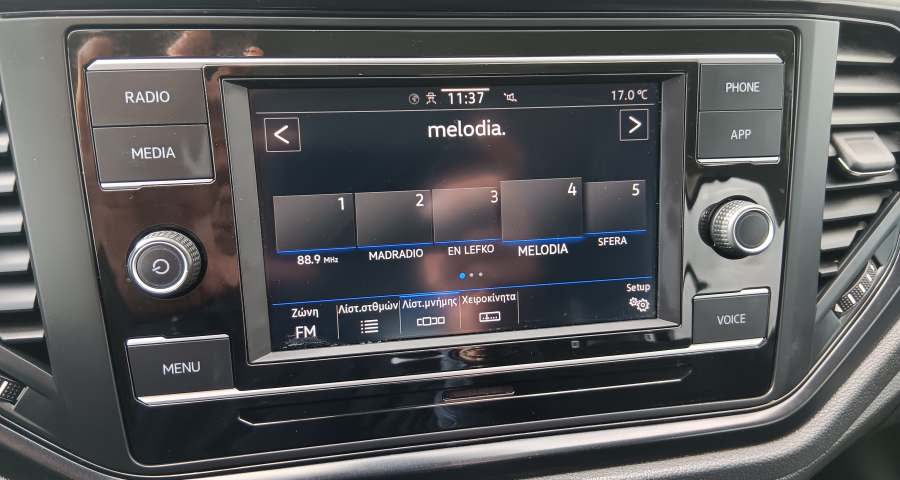 RADIO
MEDIA
MENU
11:37
17.0 °C
<
melodia.
>
1
2
3
4
5
88.9 MHz
MADRADIO
EN LEFKO
MELODIA
SFERA
Ζώνη
FM
Λίστ.στθμών
Λίστ.μνήμης
Χειροκίνητα
Setup
PHONE
APP
VOICE